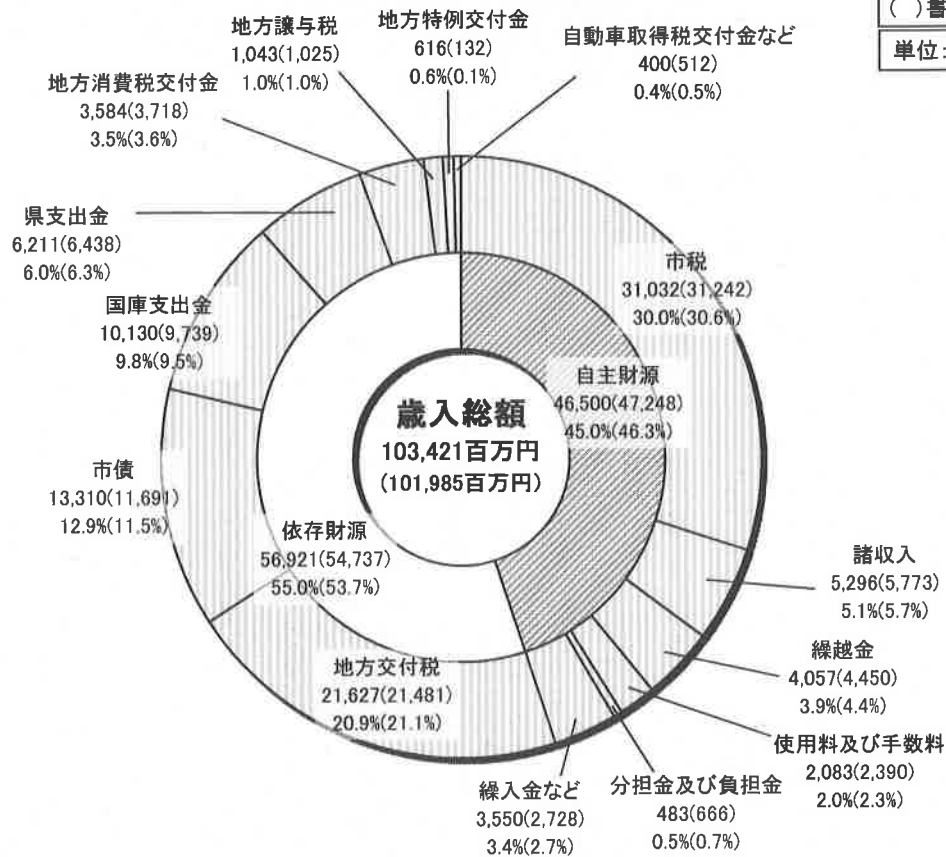 ( )書
単位：
地方譲与税
1,043(1,025)
1.0%(1.0%)
地方特例交付金
616(132)
0.6%(0.1%)
自動車取得税交付金など
400(512)
0.4%(0.5%)
地方消費税交付金
3,584(3,718)
3.5%(3.6%)
県支出金
6,211(6,438)
6.0%(6.3%)
国庫支出金
10,130(9,739)
9.8%(9.5%)
市債
13,310(11,691)
12.9%(11.5%)
市税
31,032(31,242)
30.0%(30.6%)
自主財源
46,500(47,248)
45.0%(46.3%)
歳入総額
103,421百万円
(101,985百万円)
依存財源
56,921(54,737)
55.0%(53.7%)
諸収入
5,296(5,773)
5.1%(5.7%)
繰越金
4,057(4,450)
3.9%(4.4%)
使用料及び手数料
2,083(2,390)
2.0%(2.3%)
分担金及び負担金
483(666)
0.5%(0.7%)
繰入金など
3,550(2,728)
3.4%(2.7%)
地方交付税
21,627(21,481)
20.9%(21.1%)